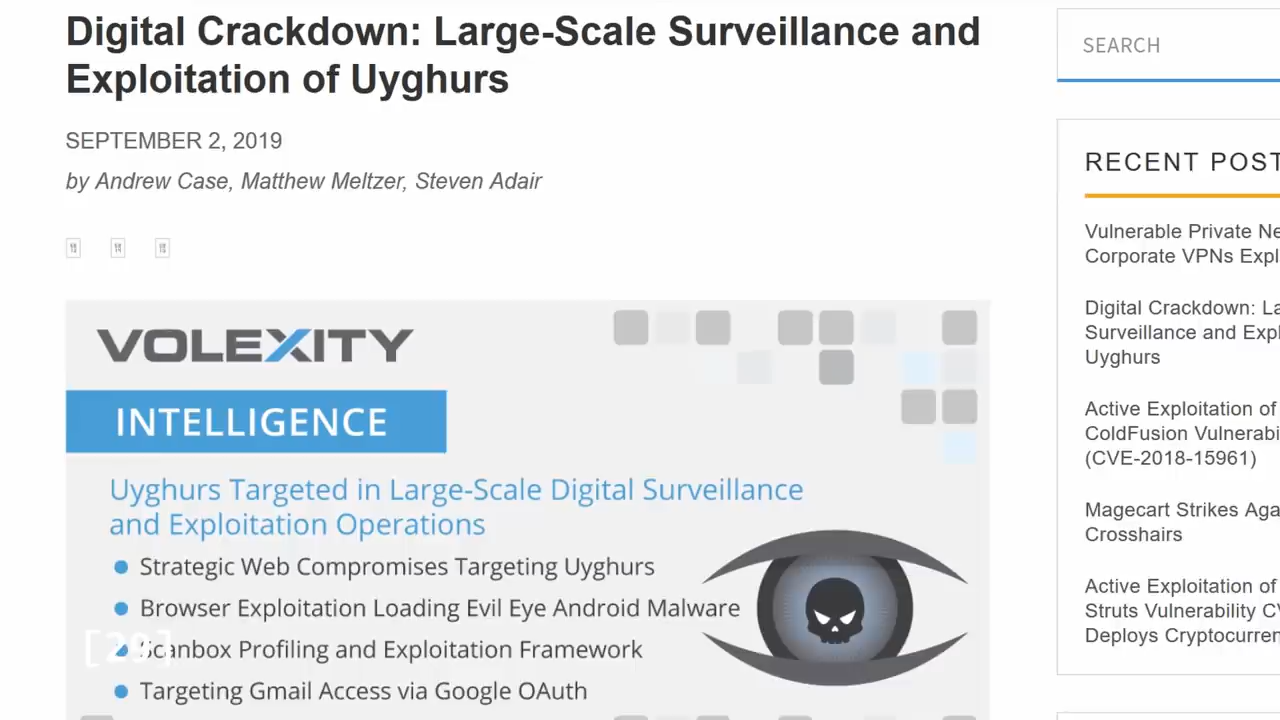 Digital Crackdown: Large-Scale Surveillance and
Exploitation of Uyghurs
SEPTEMBER 2, 2019
by Andrew Case, Matthew Meltzer, Steven Adair
VOLEXITY
INTELLIGENCE
Uyghurs Targeted in Large-Scale Digital Surveillance
and Exploitation Operations
Strategic Web Compromises Targeting Uyghurs
Browser Exploitation Loading Evil Eye Android Malware
Scanbox Profiling and Exploitation Framework
Targeting Gmail Access via Google OAuth
[29]
SEARCH
RECENT POST
Vulnerable Private Ne
Corporate VPNs Expl
Digital Crackdown: La
Surveillance and Expl
Uyghurs
Active Exploitation of
ColdFusion Vulnerabi
(CVE-2018-15961)
Magecart Strikes Aga
Crosshairs
Active Exploitation of
Struts Vulnerability CV
Deploys Cryptocurren